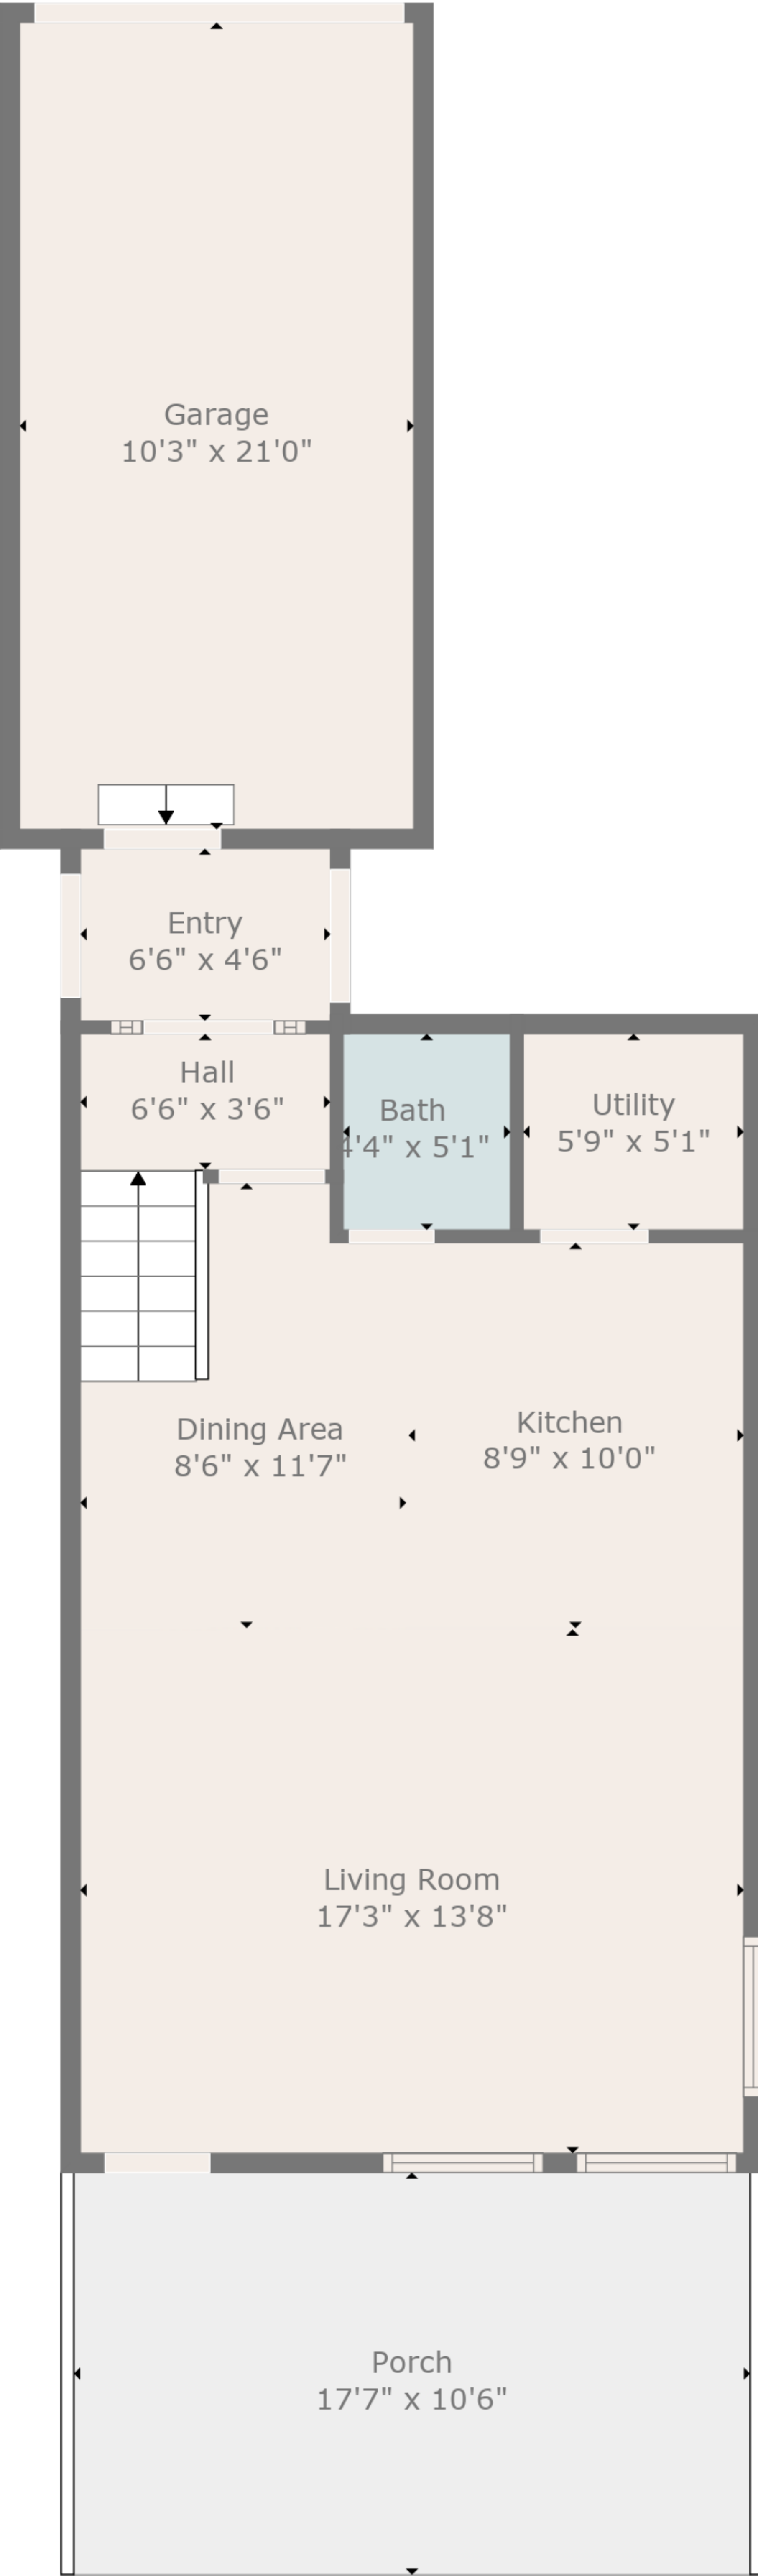 Garage
10'3" x 21'0"
Entry
6'6" x 4'6"
Hall
6'6" x 3'6"
Bath
4'4" x 5'1"
Utility
5'9" x 5'1"
Dining Area
8'6" x 11'7"
Kitchen
8'9" x 10'0"
Living Room
17'3" x 13'8"
Porch
17'7" x 10'6"